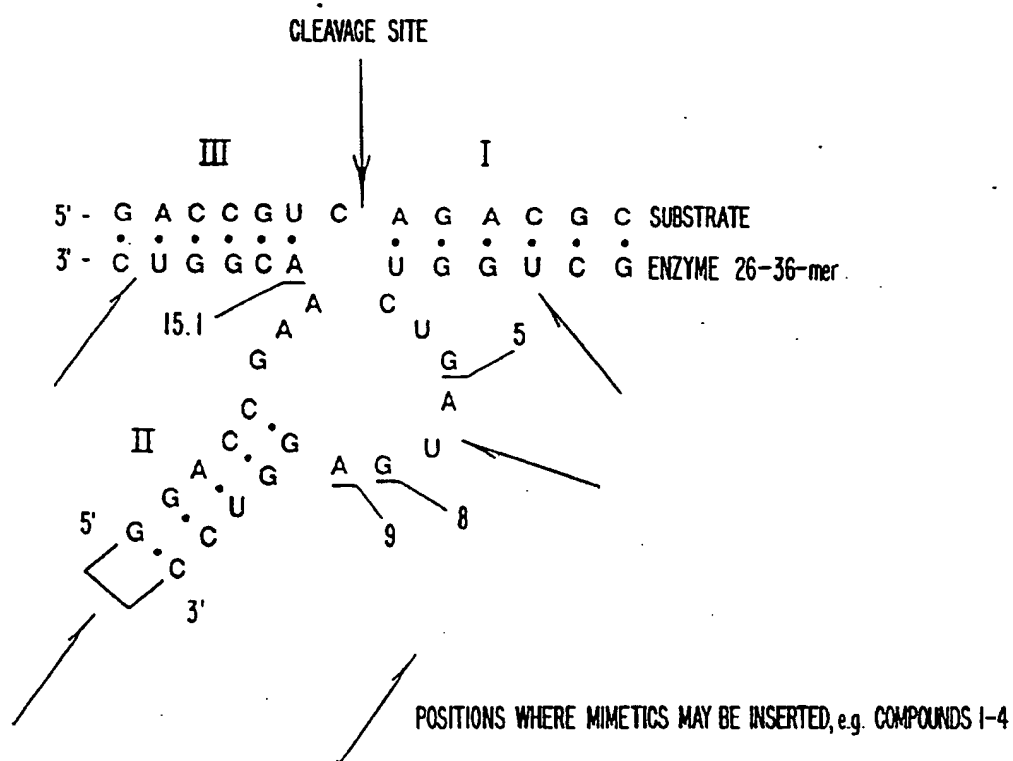 CLEAVAGE SITE
III I
5'- G A C C G U C A G A C G C SUBSTRATE
3'- C U G G C A U G G U C G ENZYME 26-36-mer
15.1 A C
A U 5
G G
C A
II C G U
A G A G
G U 9 8
5' G C
C
3'
POSITIONS WHERE MIMETICS MAY BE INSERTED, e.g. COMPOUNDS 1-4